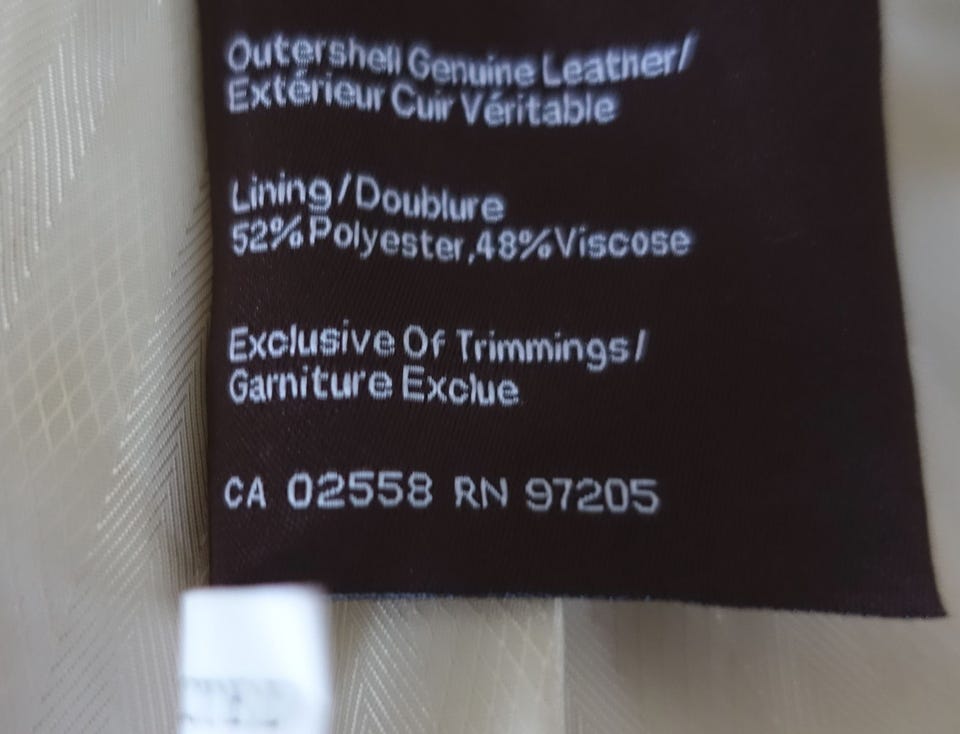 Outershell Genuine Leather/
Extérieur Cuir Véritable
Lining/Doublure
52% Polyester, 48% Viscose
Exclusive Of Trimmings/
Garniture Exclue
CA 02558 RN 97205